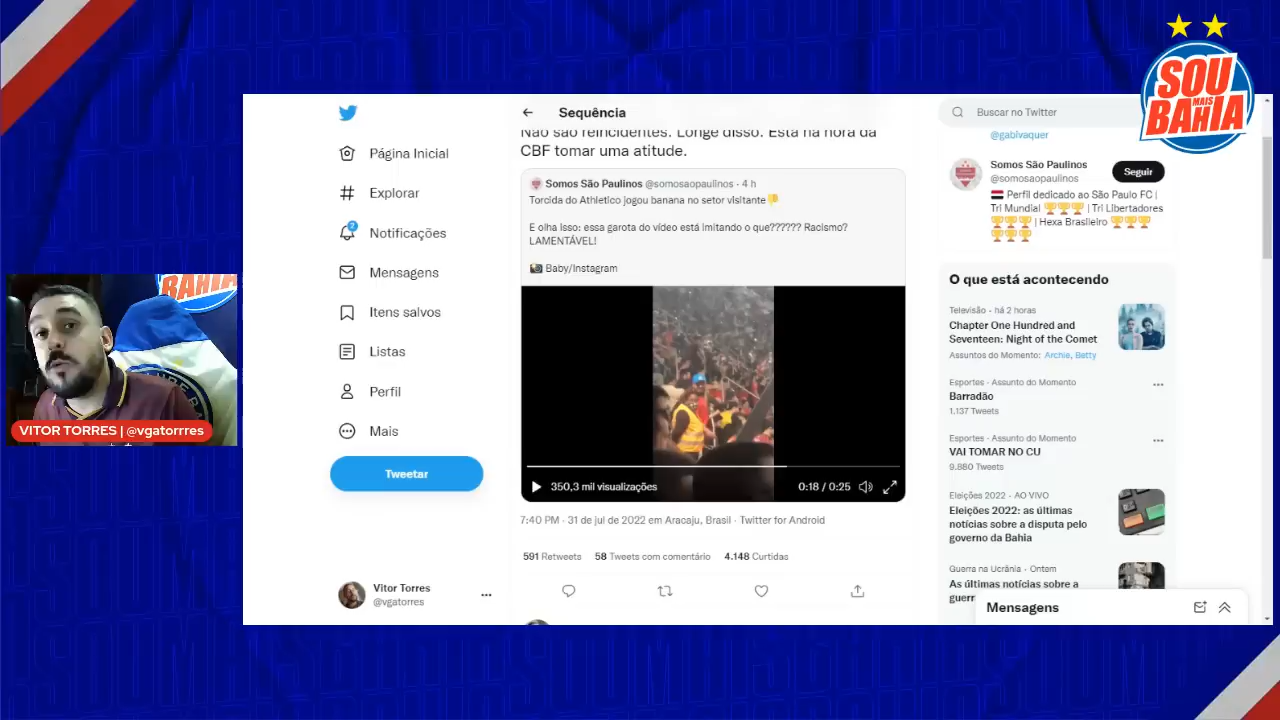 SOU
MAIS
BAHIA
BAHIA
VITOR TORRES | @vgatorrres
Página Inicial
Explorar
2
Notificações
Mensagens
Itens salvos
Listas
Perfil
Mais
Tweetar
Vitor Torres
@vgatorres
Sequência
Não são reincidentes. Longe disso. Está na hora da
CBF tomar uma atitude.
Somos São Paulinos @somosaopaulinos · 4 h
Torcida do Athletico jogou banana no setor visitante
E olha isso: essa garota do vídeo está imitando o que?????? Racismo?
LAMENTÁVEL!
Baby/Instagram
350,3 mil visualizações
0:18 / 0:25
7:40 PM · 31 de jul de 2022 em Aracaju, Brasil · Twitter for Android
591 Retweets 58 Tweets com comentário 4.148 Curtidas
Buscar no Twitter
@gabivaquer
Somos São Paulinos
@somosaopaulinos
Seguir
Perfil dedicado ao São Paulo FC |
Tri Mundial | Tri Libertadores
| Hexa Brasileiro
O que está acontecendo
Televisão · há 2 horas
Chapter One Hundred and
Seventeen: Night of the Comet
Assuntos do Momento: Archie, Betty
Esportes · Assunto do Momento
Barradão
1.137 Tweets
Esportes · Assunto do Momento
VAI TOMAR NO CU
9.880 Tweets
Eleições 2022 · AO VIVO
Eleições 2022: as últimas
notícias sobre a disputa pelo
governo da Bahia
Guerra na Ucrânia · Ontem
As últimas notícias sobre a
guerr
Mensagens